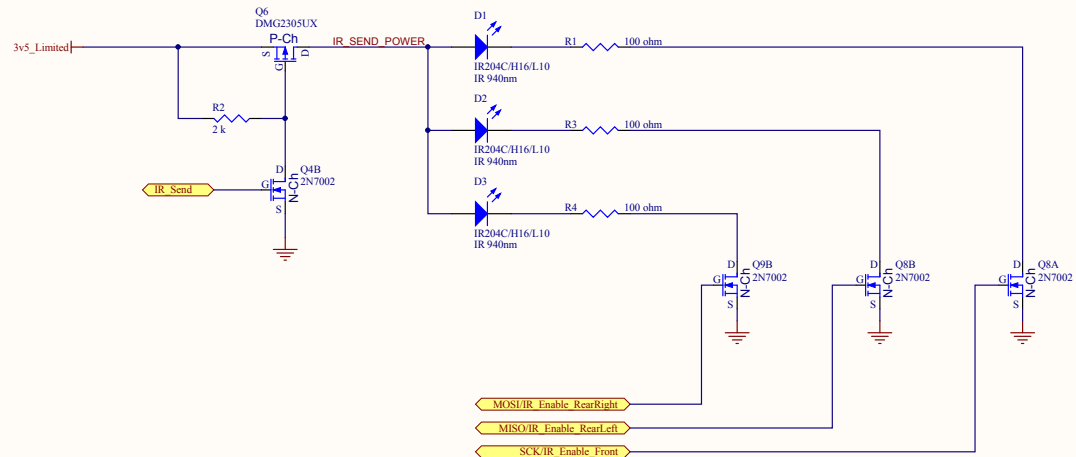 Q6
DMG2305UX
P-Ch
S
D
G
3v5_Limited
IR_SEND_POWER
R2
2 k
D
Q4B
2N7002
G
N-Ch
S
IR_Send
D1
IR204C/H16/L10
IR 940nm
R1
100 ohm
D2
IR204C/H16/L10
IR 940nm
R3
100 ohm
D3
IR204C/H16/L10
IR 940nm
R4
100 ohm
D
Q9B
2N7002
G
N-Ch
S
D
Q8B
2N7002
G
N-Ch
S
D
Q8A
2N7002
G
N-Ch
S
MOSI/IR_Enable_RearRight
MISO/IR_Enable_RearLeft
SCK/IR_Enable_Front